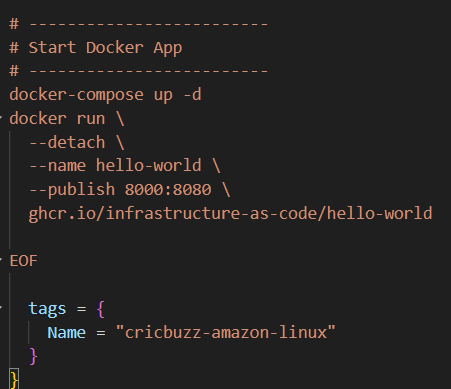 # -------------------------
# Start Docker App
# -------------------------
docker-compose up -d
docker run \
  --detach \
  --name hello-world \
  --publish 8000:8080 \
  ghcr.io/infrastructure-as-code/hello-world
EOF
  tags = {
    Name = "cricbuzz-amazon-linux"
  }
}